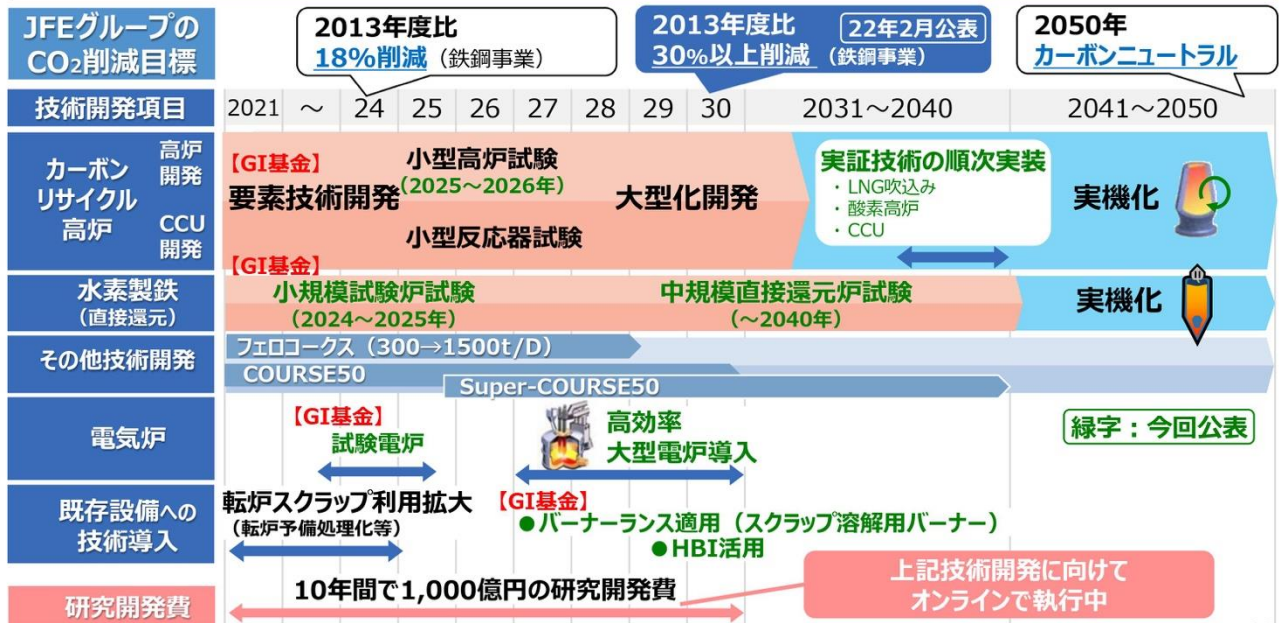 JFEグループの
CO₂削減目標
2013年度比
18%削減（鉄鋼事業）
2013年度比
22年2月公表
30%以上削減（鉄鋼事業）
2050年
カーボンニュートラル
技術開発項目
2021 ～ 24 25 26 27 28 29 30 2031～2040 2041～2050
カーボン
リサイクル
高炉
高炉
開発
CCU
開発
【GI基金】
要素技術開発
小型高炉試験
（2025～2026年）
小型反応器試験
大型化開発
実証技術の順次実装
・LNG吹込み
・酸素高炉
・CCU
実機化
水素製鉄
（直接還元）
【GI基金】
小規模試験炉試験
（2024～2025年）
中規模直接還元炉試験
（～2040年）
実機化
その他技術開発
フェロコークス（300→1500t/D）
COURSE50
Super-COURSE50
電気炉
【GI基金】
試験電炉
高効率
大型電炉導入
緑字：今回公表
既存設備への
技術導入
転炉スクラップ利用拡大
（転炉予備処理化等）
【GI基金】
●バーナーランス適用（スクラップ溶解用バーナー）
●HBI活用
研究開発費
10年間で1,000億円の研究開発費
上記技術開発に向けて
オンラインで執行中